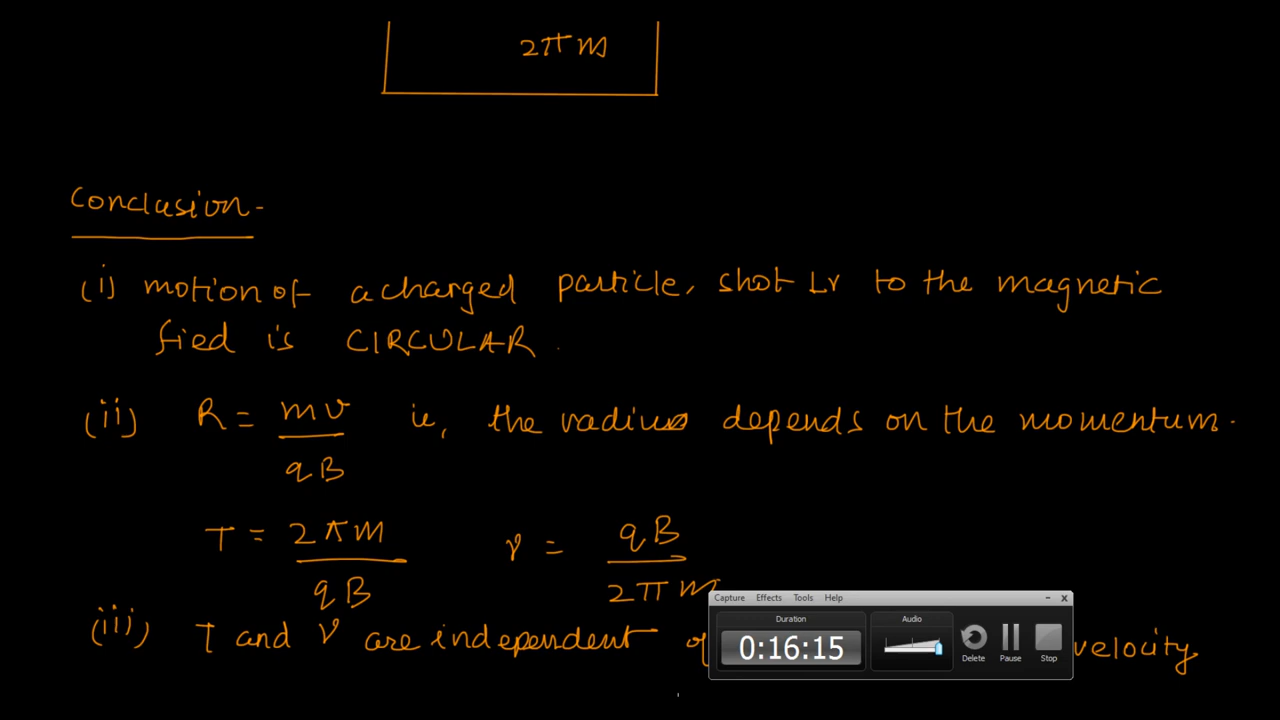 2πm
Conclusion-
(i) motion of a charged particle, shot Lr to the magnetic
fied is CIRCULAR.
(ii) R = mv ie, the radius depends on the momentum.
qB
T = 2πm ν = qB
qB 2πm
(iii) T and ν are independent velocity
Capture Effects Tools Help
Duration Audio
0:16:15
Delete Pause Stop